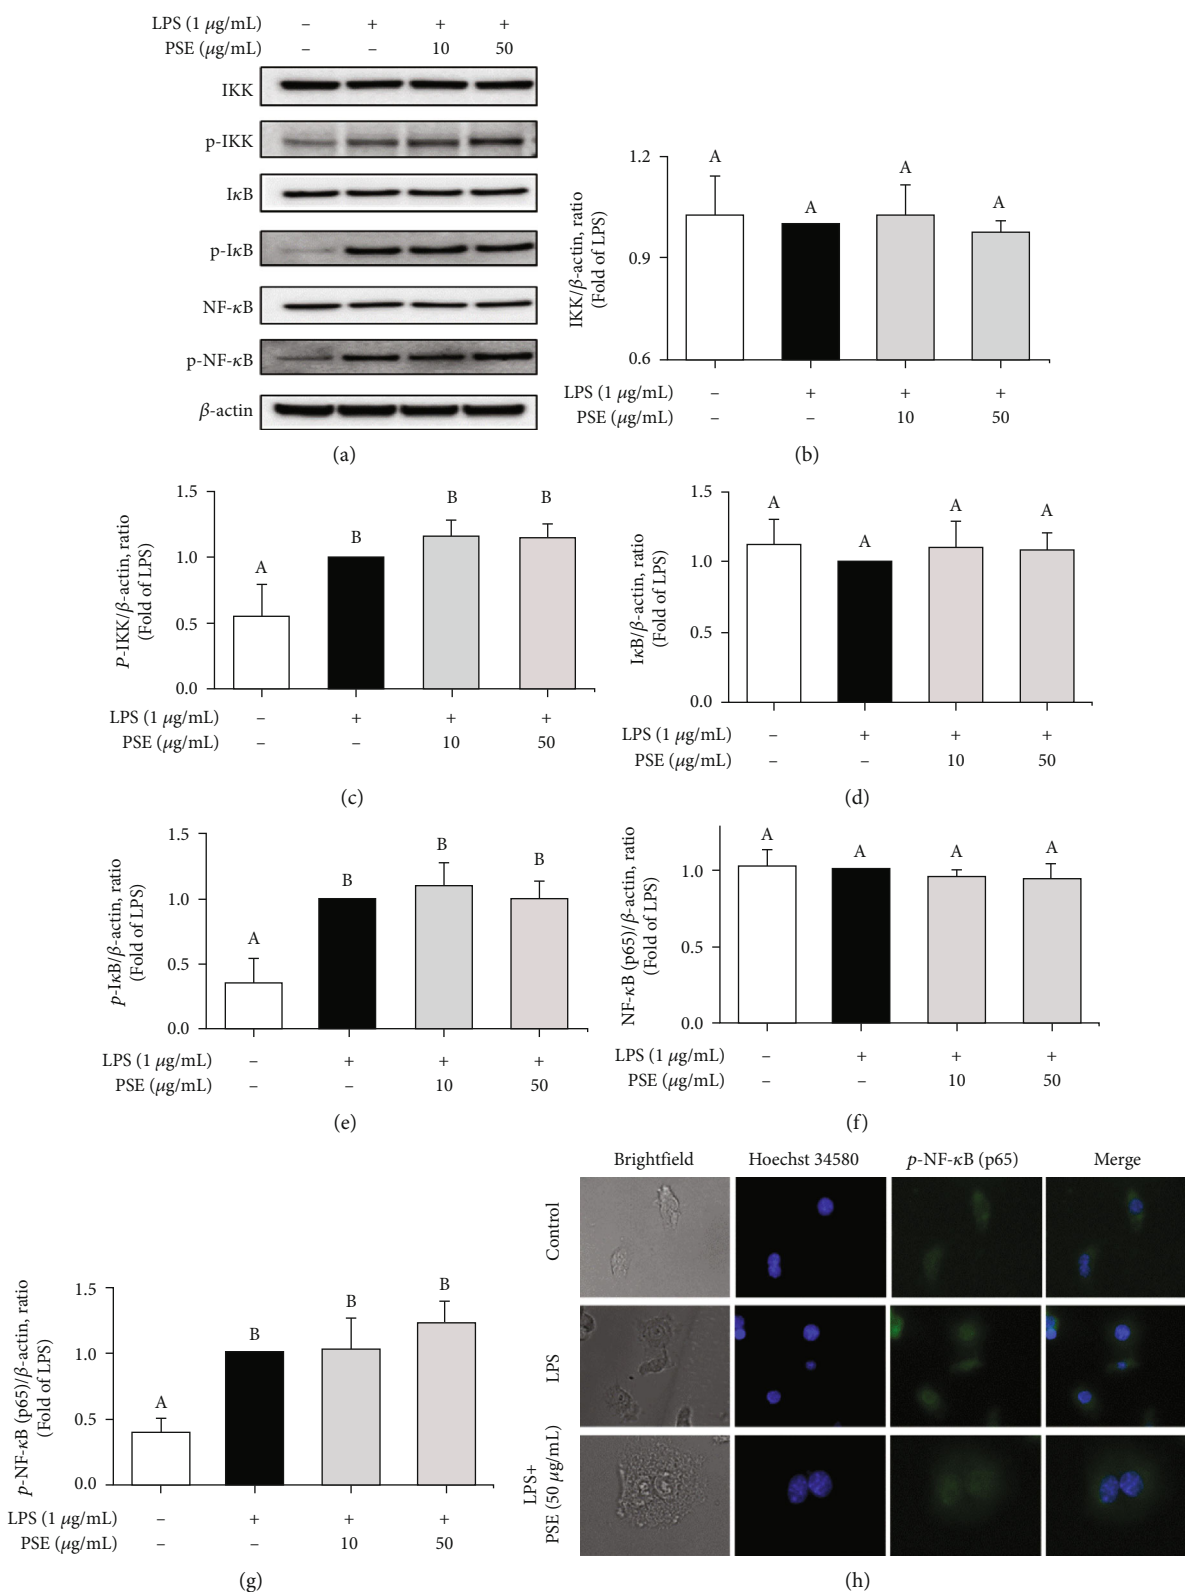 LPS (1 μg/mL) – + + +
PSE (μg/mL) – – 10 50
IKK
p-IKK
IκB
p-IκB
NF-κB
p-NF-κB
β-actin
(a)
IKK/β-actin, ratio
(Fold of LPS)
1.2
0.9
0.6
A A A A
LPS (1 μg/mL) – + + +
PSE (μg/mL) – – 10 50
(b)
P-IKK/β-actin, ratio
(Fold of LPS)
1.5
1.0
0.5
0.0
A B B B
LPS (1 μg/mL) – + + +
PSE (μg/mL) – – 10 50
(c)
IκB/β-actin, ratio
(Fold of LPS)
1.5
1.0
0.5
0.0
A A A A
LPS (1 μg/mL) – + + +
PSE (μg/mL) – – 10 50
(d)
p-IκB/β-actin, ratio
(Fold of LPS)
1.5
1.0
0.5
0.0
A B B B
LPS (1 μg/mL) – + + +
PSE (μg/mL) – – 10 50
(e)
NF-κB (p65)/β-actin, ratio
(Fold of LPS)
1.0
0.5
0.0
A A A A
LPS (1 μg/mL) – + + +
PSE (μg/mL) – – 10 50
(f)
p-NF-κB (p65)/β-actin, ratio
(Fold of LPS)
1.5
1.0
0.5
0.0
A B B B
LPS (1 μg/mL) – + + +
PSE (μg/mL) – – 10 50
(g)
Brightfield Hoechst 34580 p-NF-κB (p65) Merge
Control
LPS
LPS+
PSE (50 μg/mL)
(h)